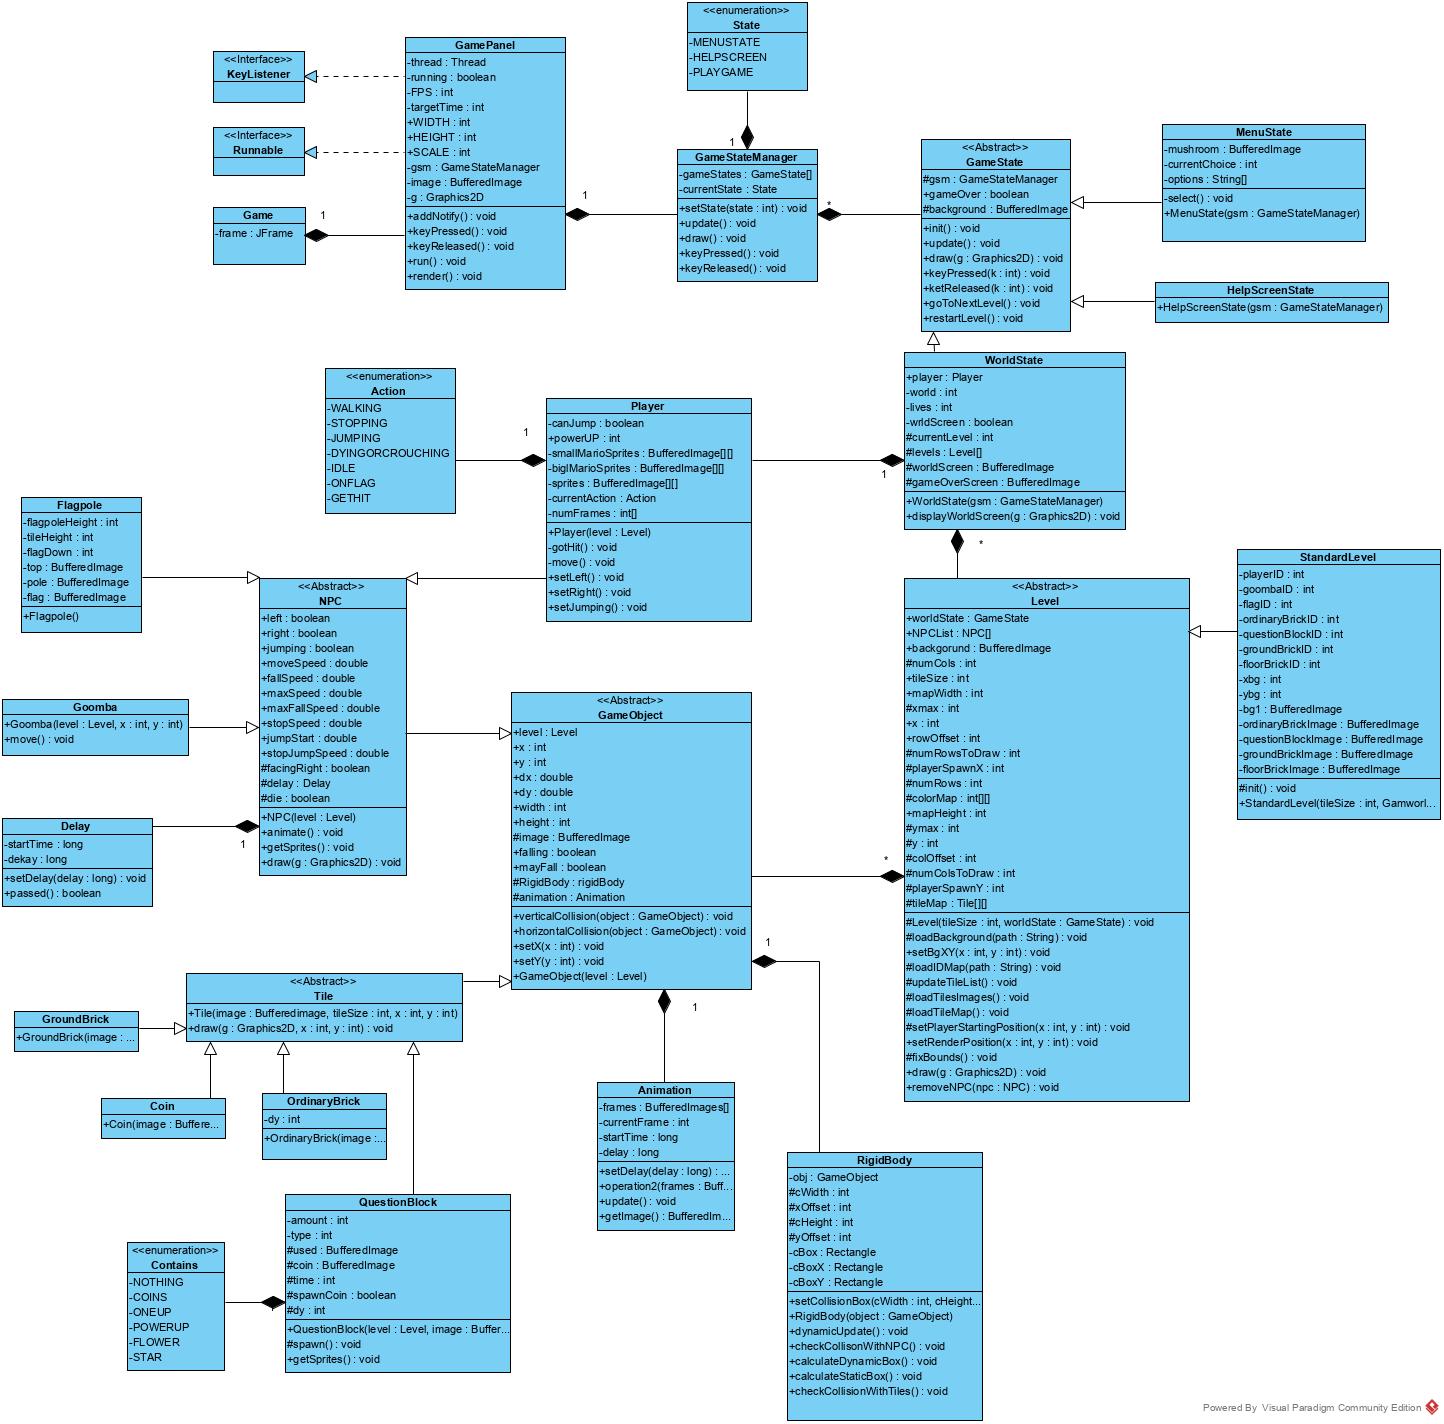 <<enumeration>>
State
-MENUSTATE
-HELPSCREEN
-PLAYGAME
<<Interface>>
KeyListener
<<Interface>>
Runnable
Game
-frame : JFrame
1
GamePanel
-thread : Thread
-running : boolean
-FPS : int
-targetTime : int
+WIDTH : int
+HEIGHT : int
+SCALE : int
-gsm : GameStateManager
-image : BufferedImage
-g : Graphics2D
+addNotify() : void
+keyPressed() : void
+keyReleased() : void
+run() : void
+render() : void
1
1
GameStateManager
-gameStates : GameState[]
-currentState : State
+setState(state : int) : void
+update() : void
+draw() : void
+keyPressed() : void
+keyReleased() : void
*
<<Abstract>>
GameState
#gsm : GameStateManager
+gameOver : boolean
#background : BufferedImage
+init() : void
+update() : void
+draw(g : Graphics2D) : void
+keyPressed(k : int) : void
+ketReleased(k : int) : void
+goToNextLevel() : void
+restartLevel() : void
MenuState
-mushroom : BufferedImage
-currentChoice : int
-options : String[]
-select() : void
+MenuState(gsm : GameStateManager)
HelpScreenState
+HelpScreenState(gsm : GameStateManager)
<<enumeration>>
Action
-WALKING
-STOPPING
-JUMPING
-DYINGORCROUCHING
-IDLE
-ONFLAG
-GETHIT
1
Player
-canJump : boolean
+powerUP : int
-smallMarioSprites : BufferedImage[][]
-bigIMarioSprites : BufferedImage[][]
-sprites : BufferedImage[][]
-currentAction : Action
-numFrames : int[]
+Player(level : Level)
-gotHit() : void
-move() : void
+setLeft() : void
+setRight() : void
+setJumping() : void
1
WorldState
+player : Player
-world : int
-lives : int
-wrldScreen : boolean
#currentLevel : int
#levels : Level[]
#worldScreen : BufferedImage
#gameOverScreen : BufferedImage
+WorldState(gsm : GameStateManager)
+displayWorldScreen(g : Graphics2D) : void
*
Flagpole
-flagpoleHeight : int
-tileHeight : int
-flagDown : int
-top : BufferedImage
-pole : BufferedImage
-flag : BufferedImage
+Flagpole()
<<Abstract>>
NPC
+left : boolean
+right : boolean
+jumping : boolean
+moveSpeed : double
+fallSpeed : double
+maxSpeed : double
+maxFallSpeed : double
+stopSpeed : double
+jumpStart : double
+stopJumpSpeed : double
#facingRight : boolean
#delay : Delay
#die : boolean
+NPC(level : Level)
+animate() : void
+getSprites() : void
+draw(g : Graphics2D) : void
Goomba
+Goomba(level : Level, x : int, y : int)
+move() : void
Delay
-startTime : long
-dekay : long
+setDelay(delay : long) : void
+passed() : boolean
1
<<Abstract>>
GameObject
+level : Level
+x : int
+y : int
+dx : double
+dy : double
+width : int
+height : int
#image : BufferedImage
+falling : boolean
+mayFall : boolean
#RigidBody : rigidBody
#animation : Animation
+verticalCollision(object : GameObject) : void
+horizontalCollision(object : GameObject) : void
+setX(x : int) : void
+setY(y : int) : void
+GameObject(level : Level)
*
1
1
<<Abstract>>
Level
+worldState : GameState
+NPCList : NPC[]
+backgorund : BufferedImage
#numCols : int
+tileSize : int
+mapWidth : int
#xmax : int
+x : int
+rowOffset : int
#numRowsToDraw : int
#playerSpawnX : int
#numRows : int
#colorMap : int[][]
+mapHeight : int
#ymax : int
#y : int
#colOffset : int
#numColsToDraw : int
#playerSpawnY : int
#tileMap : Tile[][]
#Level(tileSize : int, worldState : GameState) : void
#loadBackground(path : String) : void
+setBgXY(x : int, y : int) : void
#loadIDMap(path : String) : void
#updateTileList() : void
#loadTilesImages() : void
#loadTileMap() : void
#setPlayerStartingPosition(x : int, y : int) : void
+setRenderPosition(x : int, y : int) : void
#fixBounds() : void
+draw(g : Graphics2D) : void
+removeNPC(npc : NPC) : void
StandardLevel
-playerID : int
-goombaID : int
-flagID : int
-ordinaryBrickID : int
-questionBlockID : int
-groundBrickID : int
-floorBrickID : int
-xbg : int
-ybg : int
-bg1 : BufferedImage
-ordinaryBrickImage : BufferedImage
-questionBlockImage : BufferedImage
-groundBrickImage : BufferedImage
-floorBrickImage : BufferedImage
#init() : void
+StandardLevel(tileSize : int, Gamworl...
<<Abstract>>
Tile
+Tile(image : Bufferedimage, tileSize : int, x : int, y : int)
+draw(g : Graphics2D, x : int, y : int) : void
GroundBrick
+GroundBrick(image : ...
Coin
+Coin(image : Buffere...
OrdinaryBrick
-dy : int
+OrdinaryBrick(image :...
QuestionBlock
-amount : int
-type : int
#used : BufferedImage
#coin : BufferedImage
#time : int
#spawnCoin : boolean
#dy : int
+QuestionBlock(level : Level, image : Buffer...
#spawn() : void
+getSprites() : void
<<enumeration>>
Contains
-NOTHING
-COINS
-ONEUP
-POWERUP
-FLOWER
-STAR
Animation
-frames : BufferedImages[]
-currentFrame : int
-startTime : long
-delay : long
+setDelay(delay : long) : ...
+operation2(frames : Buff...
+update() : void
+getImage() : BufferedIm...
RigidBody
-obj : GameObject
#cWidth : int
#xOffset : int
#cHeight : int
#yOffset : int
-cBox : Rectangle
-cBoxX : Rectangle
-cBoxY : Rectangle
+setCollisionBox(cWidth : int, cHeight...
+RigidBody(object : GameObject)
+dynamicUpdate() : void
+checkCollisonWithNPC() : void
+calculateDynamicBox() : void
+calculateStaticBox() : void
+checkCollisionWithTiles() : void
Powered By Visual Paradigm Community Edition